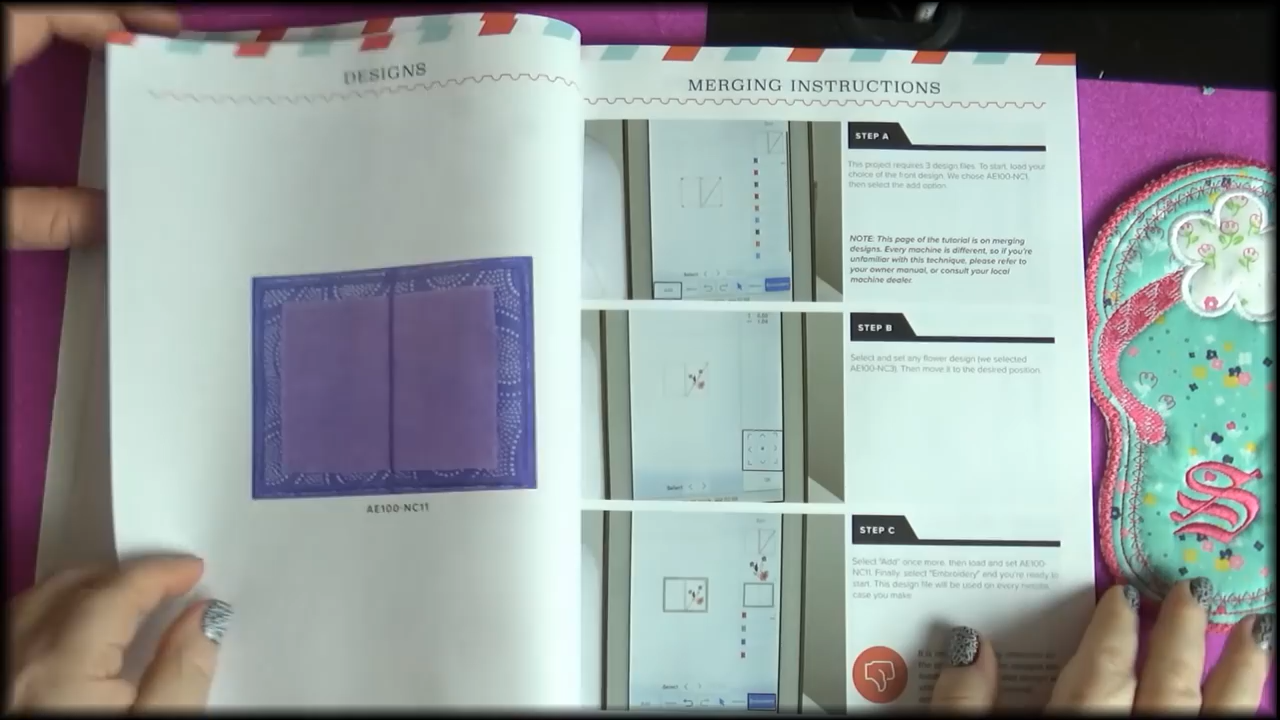 DESIGNS
AE100-NC11
MERGING INSTRUCTIONS
STEP A
This project requires 3 design files. To start, load your
choice of the front design. We chose AE100-NC1,
then select the add option.
NOTE: This page of the tutorial is on merging
designs. Every machine is different, so if you're
unfamiliar with this technique, please refer to
your owner manual, or consult your local
machine dealer.
Select
STEP B
Select and set any flower design (we selected
AE100-NC3). Then move it to the desired position.
Select
STEP C
Select "Add" once more, then load and set AE100-
NC11. Finally, select "Embroidery" and you're ready to
start. This design file will be used on every needle
case you make.
Select
S